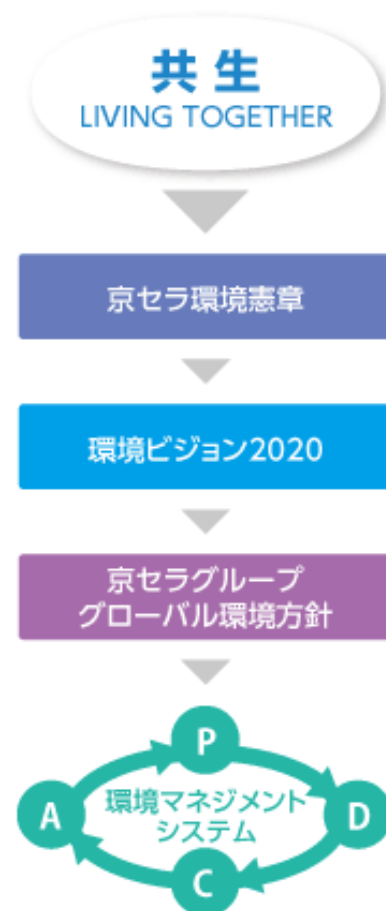 共生
LIVING TOGETHER
京セラ環境憲章
環境ビジョン2020
京セラグループ
グローバル環境方針
P
A
環境マネジメント
システム
D
C